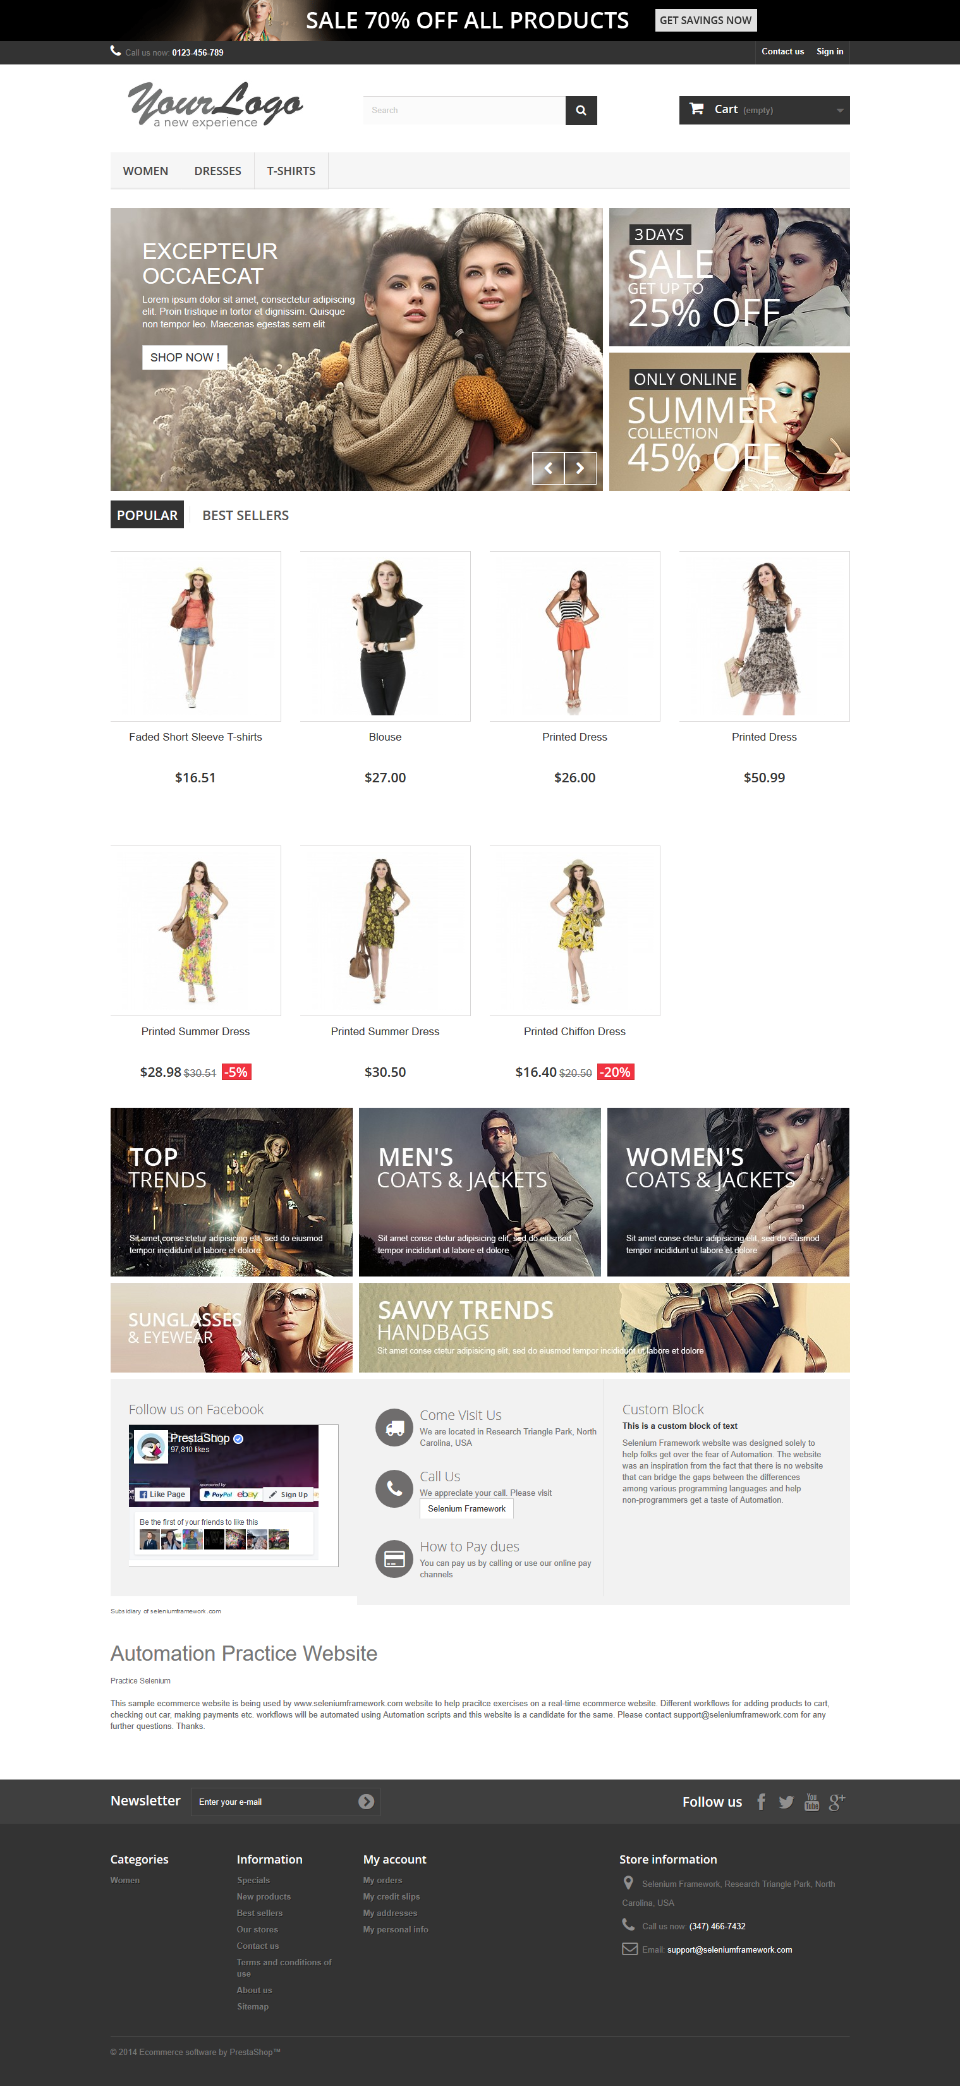 SALE 70% OFF ALL PRODUCTS
GET SAVINGS NOW
Call us now: 0123-456-789
Contact us
Sign in
YourLogo
a new experience
Search
Cart (empty)
WOMEN
DRESSES
T-SHIRTS
EXCEPTEUR
OCCAECAT
Lorem ipsum dolor sit amet, consectetur adipiscing
elit. Proin tristique in tortor et dignissim. Quisque
non tempor leo. Maecenas egestas sem elit
SHOP NOW !
3 DAYS
SALE
GET UP TO
25% OFF
ONLY ONLINE
SUMMER
COLLECTION
45% OFF
POPULAR
BEST SELLERS
Faded Short Sleeve T-shirts
Blouse
Printed Dress
Printed Dress
$16.51
$27.00
$26.00
$50.99
Printed Summer Dress
Printed Summer Dress
Printed Chiffon Dress
$28.98 $30.51 -5%
$30.50
$16.40 $20.50 -20%
TOP
TRENDS
Sit amet conse ctetur adipisicing elit, sed do eiusmod
tempor incididunt ut labore et dolore
MEN'S
COATS & JACKETS
Sit amet conse ctetur adipisicing elit, sed do eiusmod
tempor incididunt ut labore et dolore
WOMEN'S
COATS & JACKETS
Sit amet conse ctetur adipisicing elit, sed do eiusmod
tempor incididunt ut labore et dolore
SUNGLASSES
& EYEWEAR
SAVVY TRENDS
HANDBAGS
Sit amet conse ctetur adipisicing elit, sed do eiusmod tempor incididunt ut labore et dolore
Follow us on Facebook
PrestaShop
97,810 likes
Like Page
PayPal
ebay
Sign Up
Be the first of your friends to like this
Come Visit Us
We are located in Research Triangle Park, North
Carolina, USA
Call Us
We appreciate your call. Please visit
Selenium Framework
How to Pay dues
You can pay us by calling or use our online pay
channels
Custom Block
This is a custom block of text
Selenium Framework website was designed solely to
help folks get over the fear of Automation. The website
was an inspiration from the fact that there is no website
that can bridge the gaps between the differences
among various programming languages and help
non-programmers get a taste of Automation.
Subsidiary of seleniumframework.com
Automation Practice Website
Practice Selenium
This sample ecommerce website is being used by www.seleniumframework.com website to help pracitce exercises on a real-time ecommerce website. Different workflows for adding products to cart,
checking out car, making payments etc. workflows will be automated using Automation scripts and this website is a candidate for the same. Please contact support@seleniumframework.com for any
further questions. Thanks.
Newsletter
Enter your e-mail
Follow us
Categories
Women
Information
Specials
New products
Best sellers
Our stores
Contact us
Terms and conditions of
use
About us
Sitemap
My account
My orders
My credit slips
My addresses
My personal info
Store information
Selenium Framework, Research Triangle Park, North
Carolina, USA
Call us now: (347) 466-7432
Email: support@seleniumframework.com
© 2014 Ecommerce software by PrestaShop™